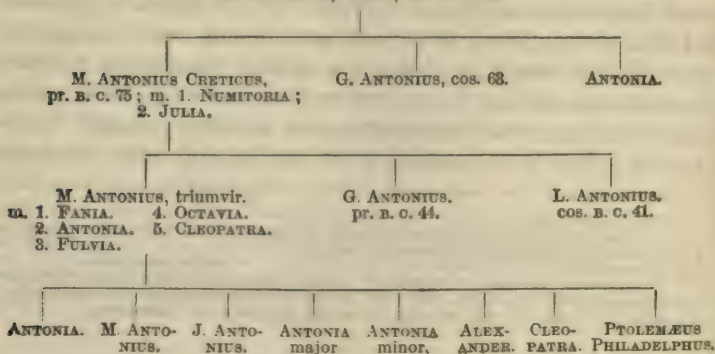 M. ANTONIUS CRETICUS, G. ANTONIUS, cos. 63. ANTONIA.
pr. B. C. 75 ; m. 1. NUMITORIA ;
2. JULIA.
M. ANTONIUS, triumvir. G. ANTONIUS. L. ANTONIUS.
m. 1. FANIA. 4. OCTAVIA. pr. B. C. 44. cos. B. C. 41.
2. ANTONIA. 5. CLEOPATRA.
3. FULVIA.
ANTONIA. M. ANTO- J. ANTO- ANTONIA ANTONIA ALEX- CLEO- PTOLEMÆUS
NIUS. NIUS. major minor, ANDER. PATRA. PHILADELPHUS.